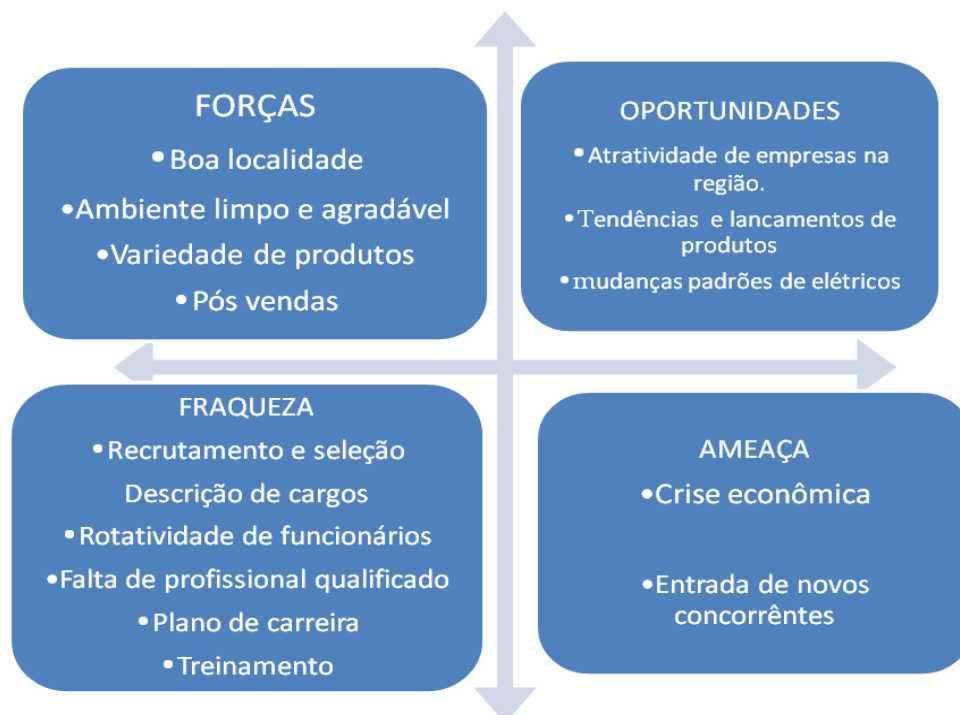 FORÇAS
•Boa localidade
•Ambiente limpo e agradável
•Variedade de produtos
•Pós vendas
OPORTUNIDADES
•Atratividade de empresas na
região.
•Tendências e lancamentos de
produtos
•mudanças padrões de elétricos
FRAQUEZA
•Recrutamento e seleção
Descrição de cargos
•Rotatividade de funcionários
•Falta de profissional qualificado
•Plano de carreira
•Treinamento
AMEAÇA
•Crise econômica
•Entrada de novos
concorrêntes